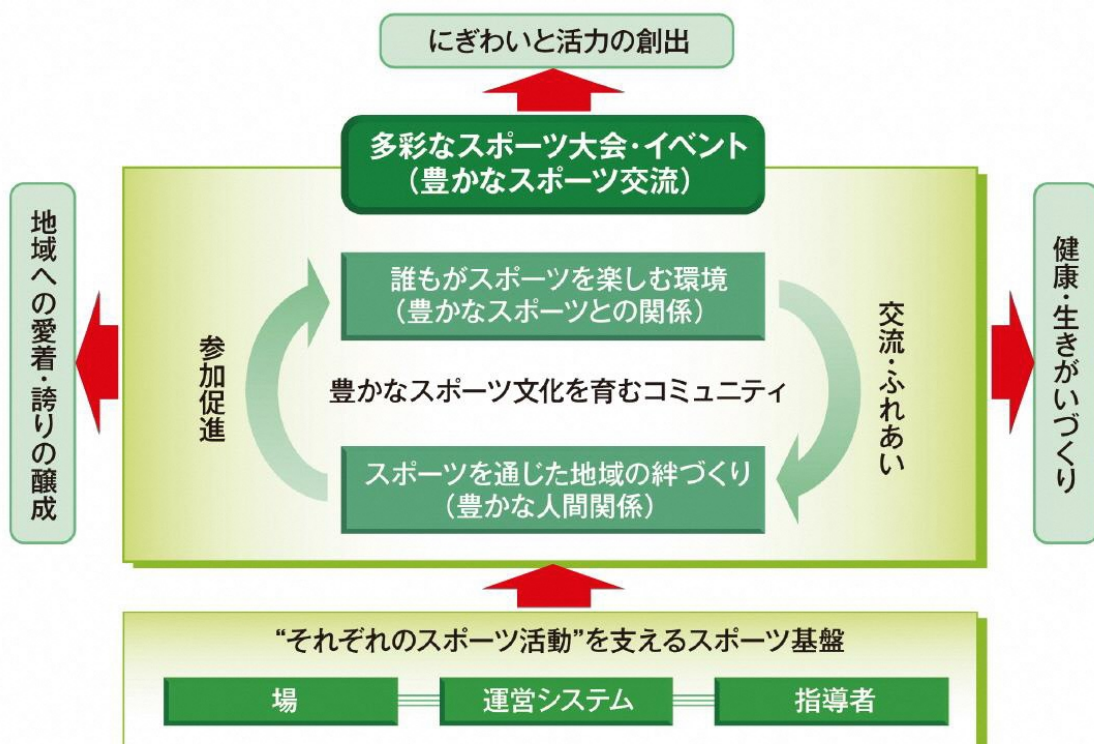 にぎわいと活力の創出
多彩なスポーツ大会・イベント
(豊かなスポーツ交流)
地域への愛着・誇りの醸成
参加促進
誰もがスポーツを楽しむ環境
(豊かなスポーツとの関係)
豊かなスポーツ文化を育むコミュニティ
スポーツを通じた地域の絆づくり
(豊かな人間関係)
交流・ふれあい
健康・生きがいづくり
“それぞれのスポーツ活動”を支えるスポーツ基盤
場
運営システム
指導者